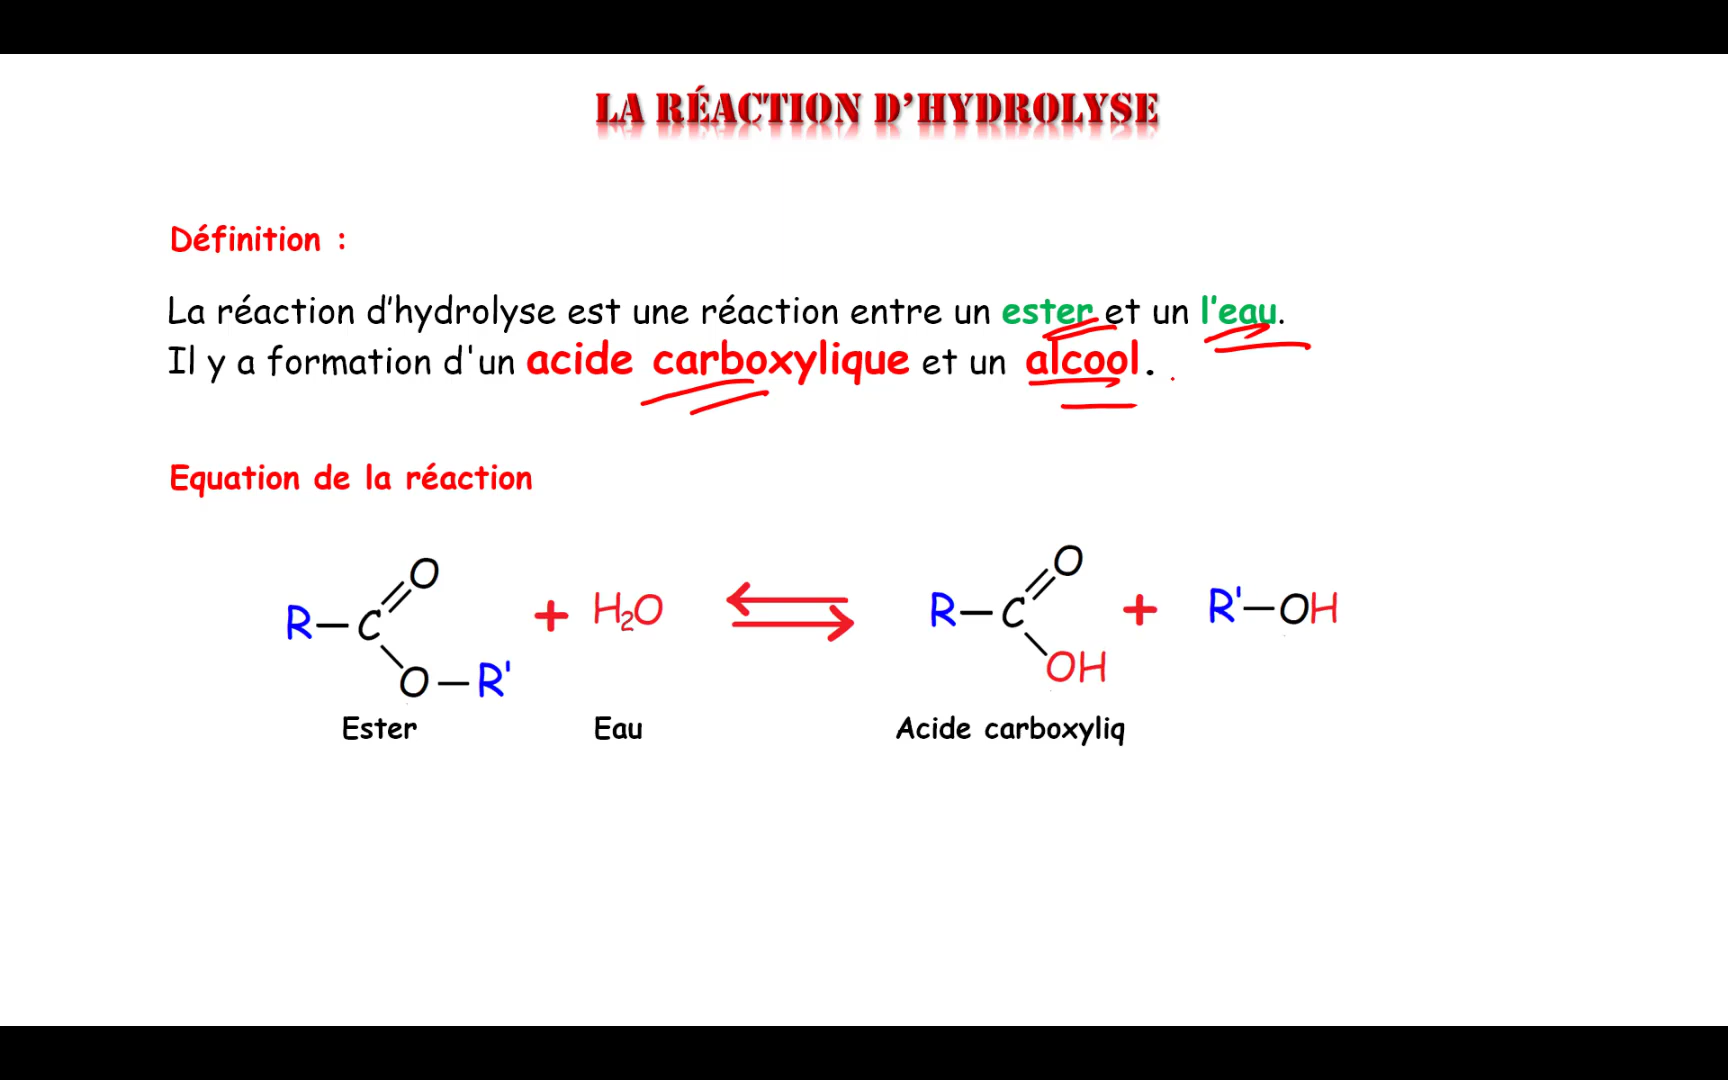 LA RÉACTION D’HYDROLYSE
Définition :
La réaction d’hydrolyse est une réaction entre un ester et un l’eau.
Il y a formation d'un acide carboxylique et un alcool.
Equation de la réaction
O
R–C
O–R'
+ H₂O
O
R–C
OH
+ R'–OH
Ester Eau Acide carboxyliq